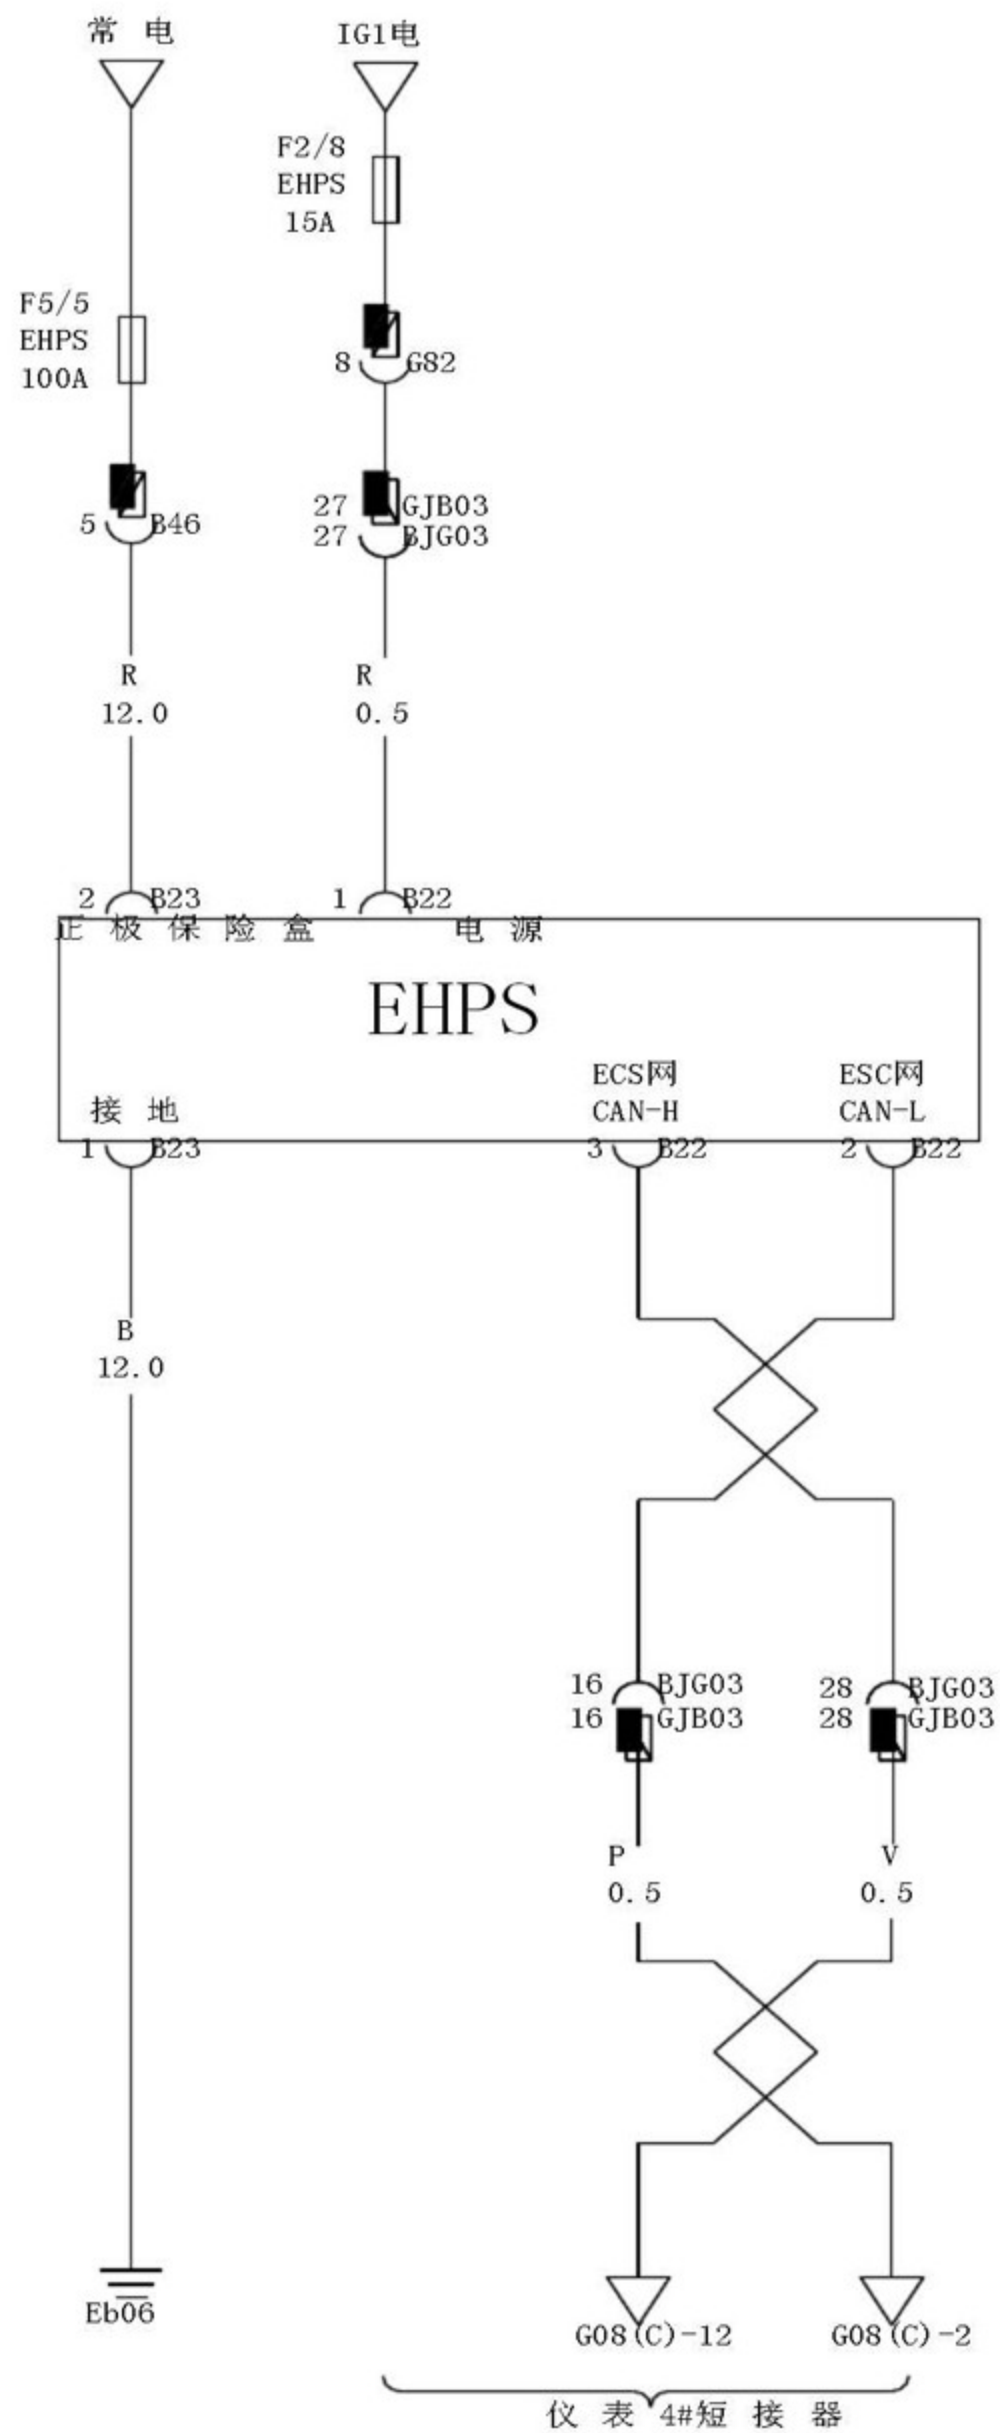 常电
IG1电
F2/8
EHPS
15A
F5/5
EHPS
100A
8 G82
27 GJB03
27 BJG03
5 B46
R
12.0
R
0.5
2 B23
1 B22
正极保险盒
电源
EHPS
ECS网
CAN-H
ESC网
CAN-L
接地
1 B23
3 B22
2 B22
B
12.0
16 BJG03
16 GJB03
28 BJG03
28 GJB03
P
0.5
V
0.5
Eb06
G08(C)-12
G08(C)-2
仪表4#短接器